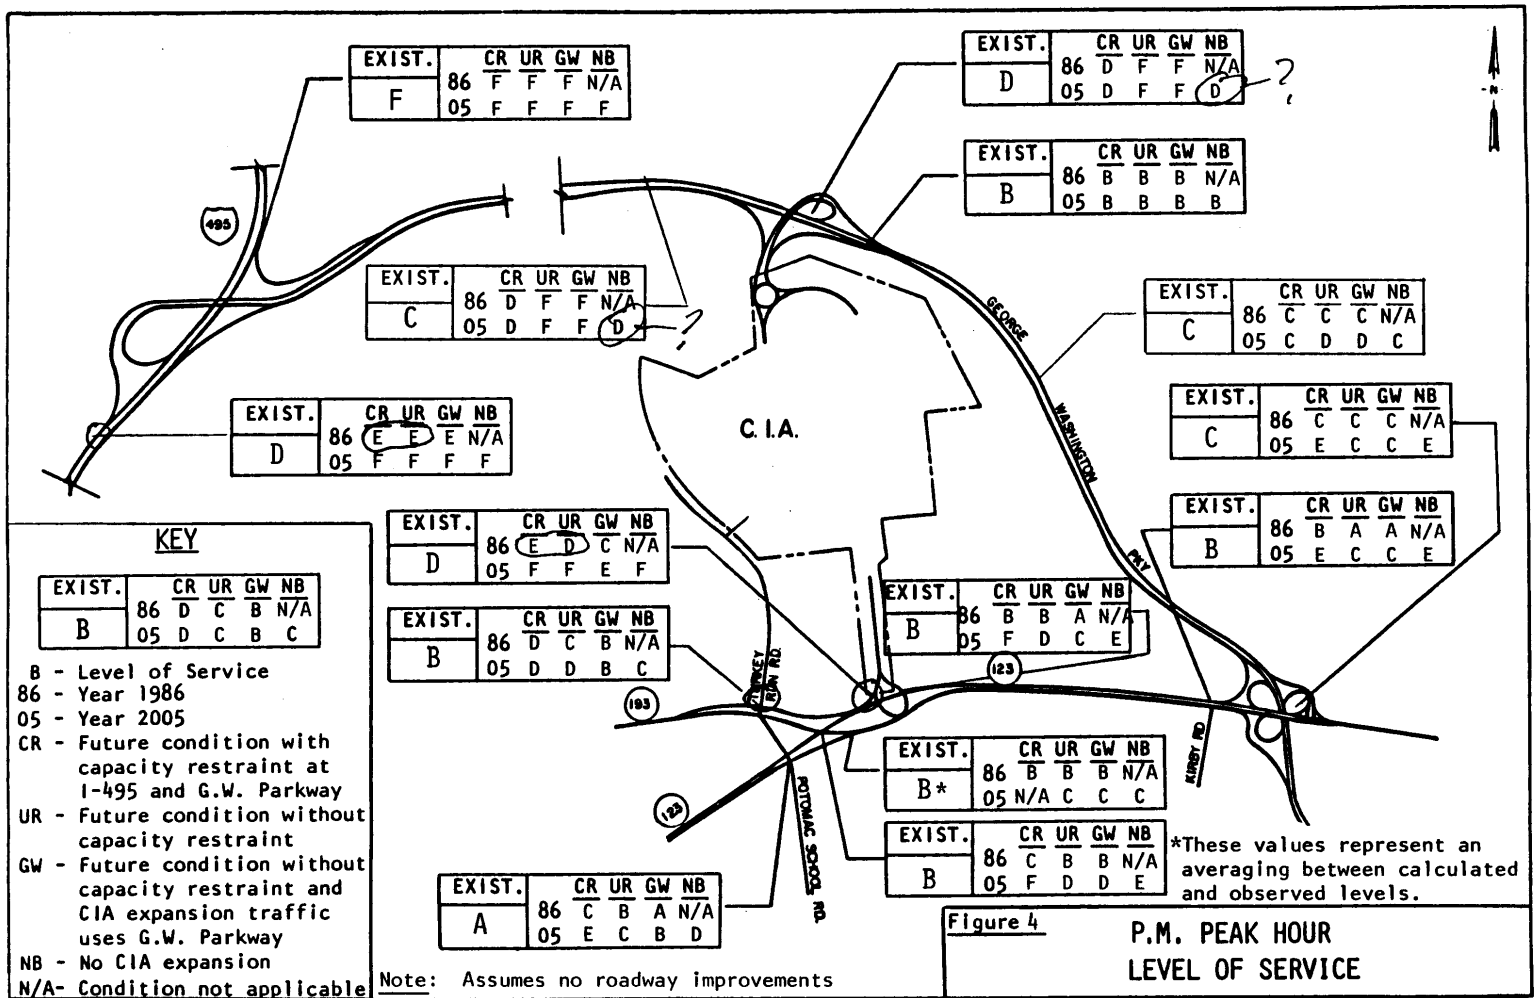 EXIST. CR UR GW NB
F 86 F F F N/A
05 F F F F
EXIST. CR UR GW NB
D 86 D F F N/A
05 D F F D ?
EXIST. CR UR GW NB
B 86 B B B N/A
05 B B B B
-N-
495
EXIST. CR UR GW NB
C 86 D F F N/A
05 D F F D ?
GEORGE
WASHINGTON
PKY
EXIST. CR UR GW NB
C 86 C C C N/A
05 C D D C
EXIST. CR UR GW NB
D 86 E E E N/A
05 F F F F
C.I.A.
EXIST. CR UR GW NB
C 86 C C C N/A
05 E C C E
EXIST. CR UR GW NB
D 86 E D C N/A
05 F F E F
EXIST. CR UR GW NB
B 86 B A A N/A
05 E C C E
EXIST. CR UR GW NB
B 86 D C B N/A
05 D D B C
EXIST. CR UR GW NB
B 86 B B A N/A
05 F D C E
193
TURKEY
RUN RD.
123
KIRBY RD
123
POTOMAC SCHOOL RD.
EXIST. CR UR GW NB
B* 86 B B B N/A
05 N/A C C C
EXIST. CR UR GW NB
B 86 C B B N/A
05 F D D E
EXIST. CR UR GW NB
A 86 C B A N/A
05 E C B D
*These values represent an
averaging between calculated
and observed levels.
KEY
EXIST. CR UR GW NB
B 86 D C B N/A
05 D C B C
B - Level of Service
86 - Year 1986
05 - Year 2005
CR - Future condition with
capacity restraint at
I-495 and G.W. Parkway
UR - Future condition without
capacity restraint
GW - Future condition without
capacity restraint and
CIA expansion traffic
uses G.W. Parkway
NB - No CIA expansion
N/A- Condition not applicable
Note: Assumes no roadway improvements
Figure 4
P.M. PEAK HOUR
LEVEL OF SERVICE